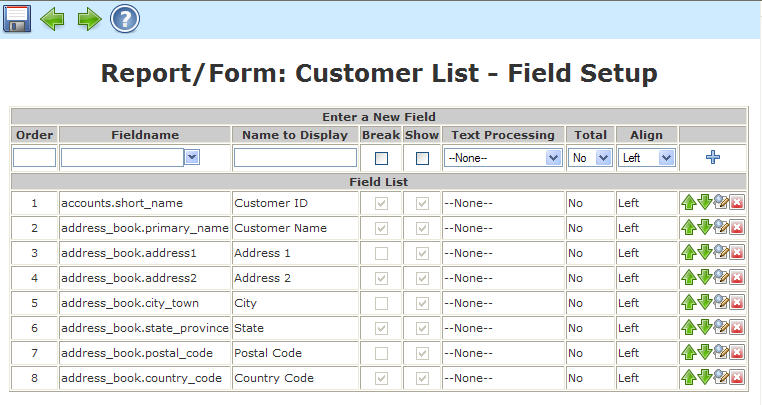 Report/Form: Customer List - Field Setup
Enter a New Field
Order Fieldname Name to Display Break Show Text Processing Total Align
--None-- No Left
Field List
1 accounts.short_name Customer ID --None-- No Left
2 address_book.primary_name Customer Name --None-- No Left
3 address_book.address1 Address 1 --None-- No Left
4 address_book.address2 Address 2 --None-- No Left
5 address_book.city_town City --None-- No Left
6 address_book.state_province State --None-- No Left
7 address_book.postal_code Postal Code --None-- No Left
8 address_book.country_code Country Code --None-- No Left